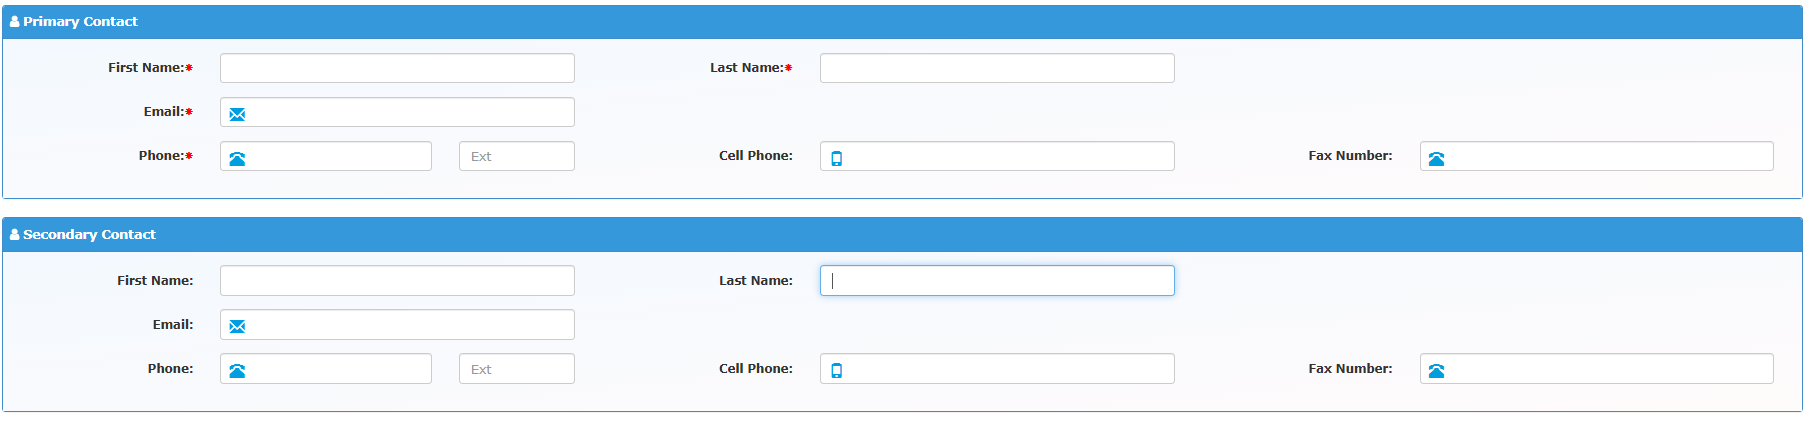 Primary Contact
First Name:* Last Name:*
Email:*
Phone:* Ext Cell Phone: Fax Number:
Secondary Contact
First Name: Last Name:
Email:
Phone: Ext Cell Phone: Fax Number: